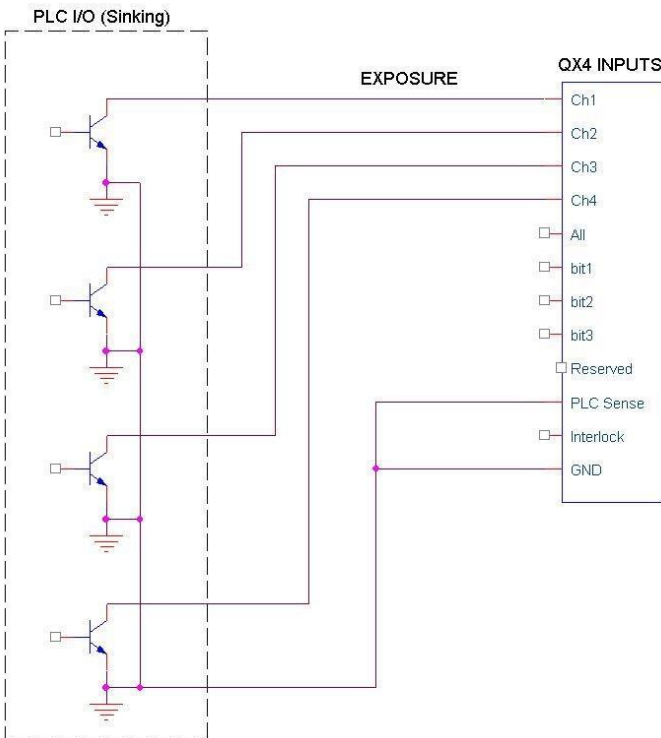 PLC I/O (Sinking)
EXPOSURE
QX4 INPUTS
Ch1
Ch2
Ch3
Ch4
All
bit1
bit2
bit3
Reserved
PLC Sense
Interlock
GND